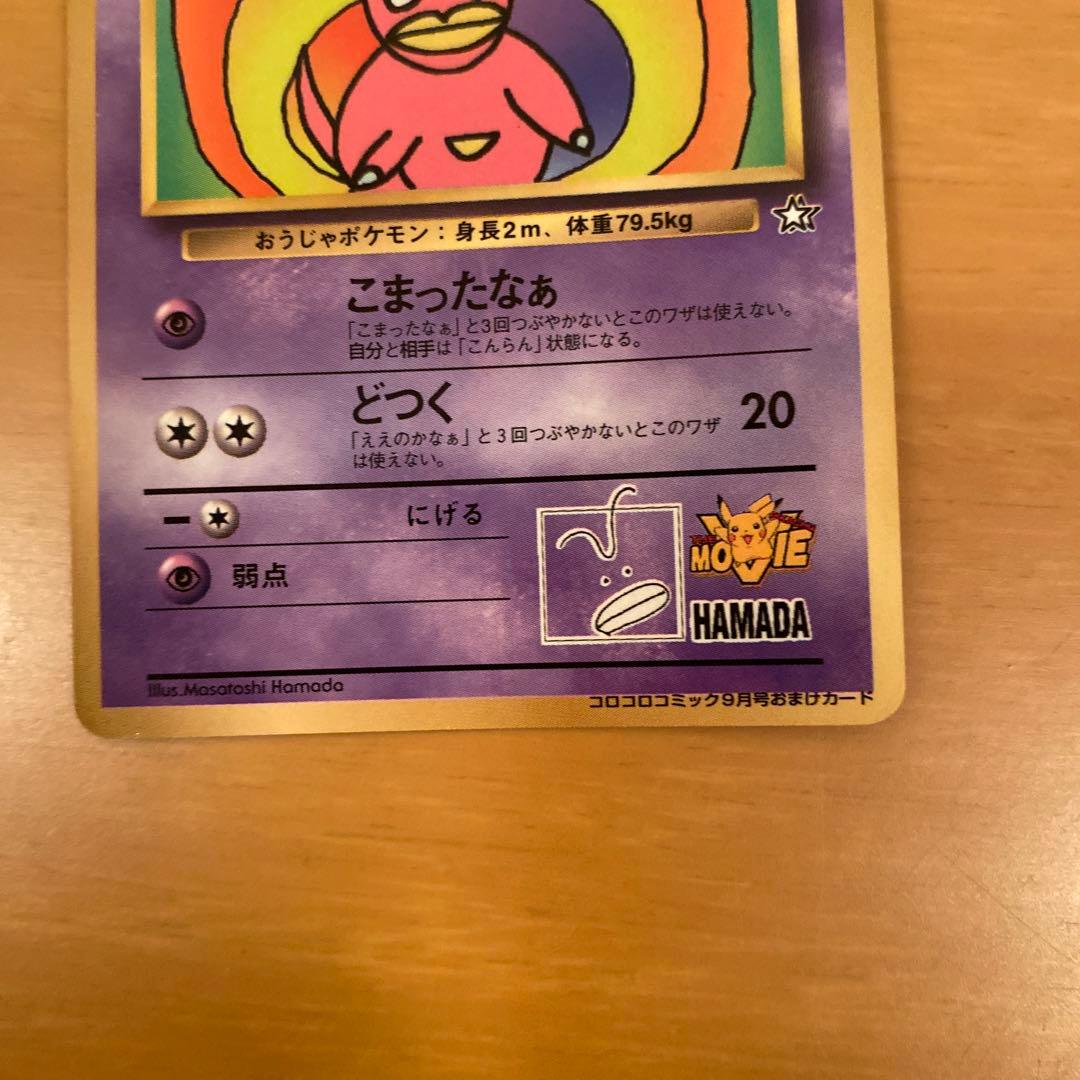 おうじゃポケモン：身長2m、体重79.5kg
こまったなぁ
「こまったなぁ」と3回つぶやかないとこのワザは使えない。
自分と相手は「こんらん」状態になる。
どつく
20
「ええのかなぁ」と3回つぶやかないとこのワザ
は使えない。
にげる
弱点
MOVIE
HAMADA
Illus.Masatoshi Hamada
コロコロコミック9月号おまけカード